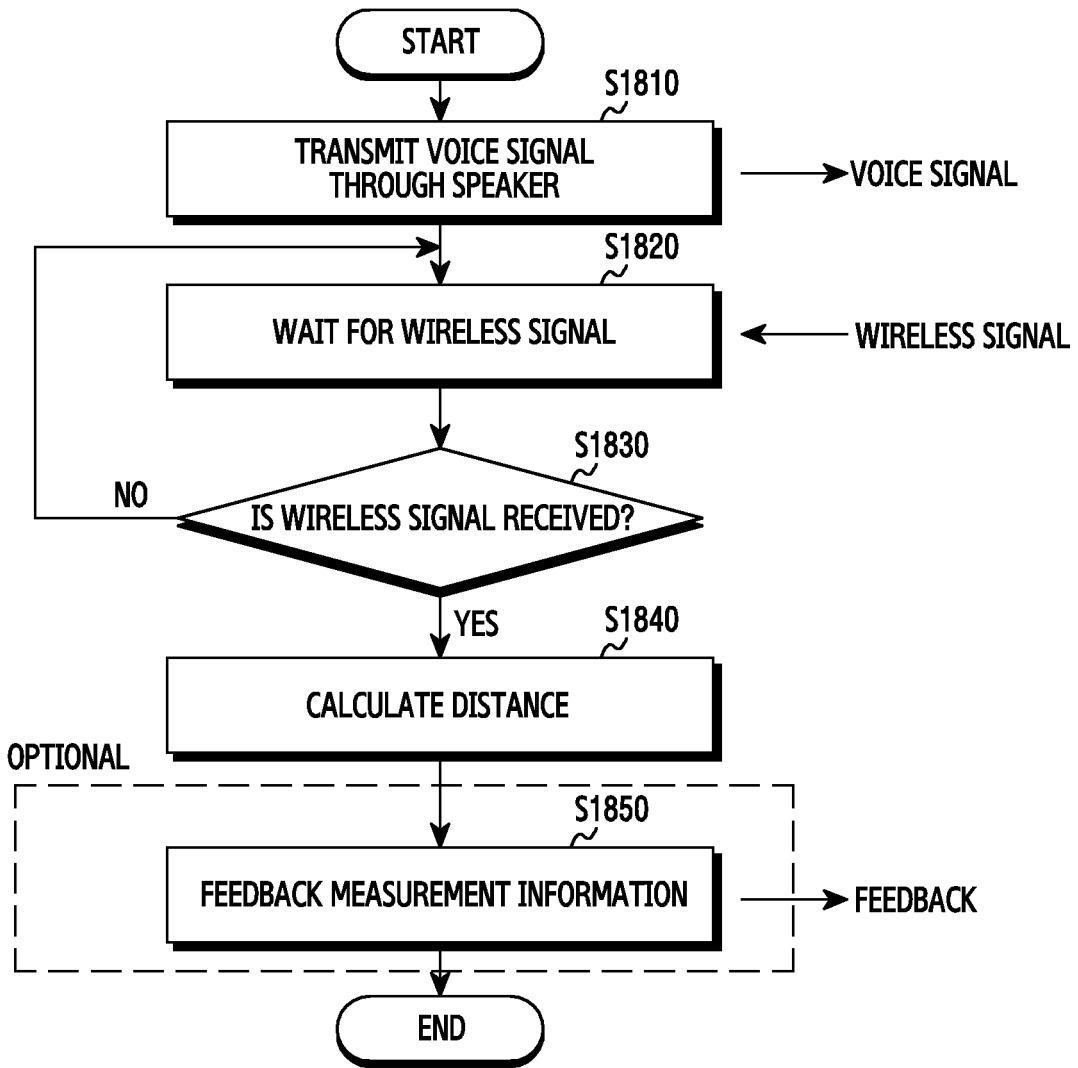 START
S1810
TRANSMIT VOICE SIGNAL
THROUGH SPEAKER
VOICE SIGNAL
S1820
WAIT FOR WIRELESS SIGNAL
WIRELESS SIGNAL
S1830
NO
IS WIRELESS SIGNAL RECEIVED?
YES
S1840
CALCULATE DISTANCE
OPTIONAL
S1850
FEEDBACK MEASUREMENT INFORMATION
FEEDBACK
END